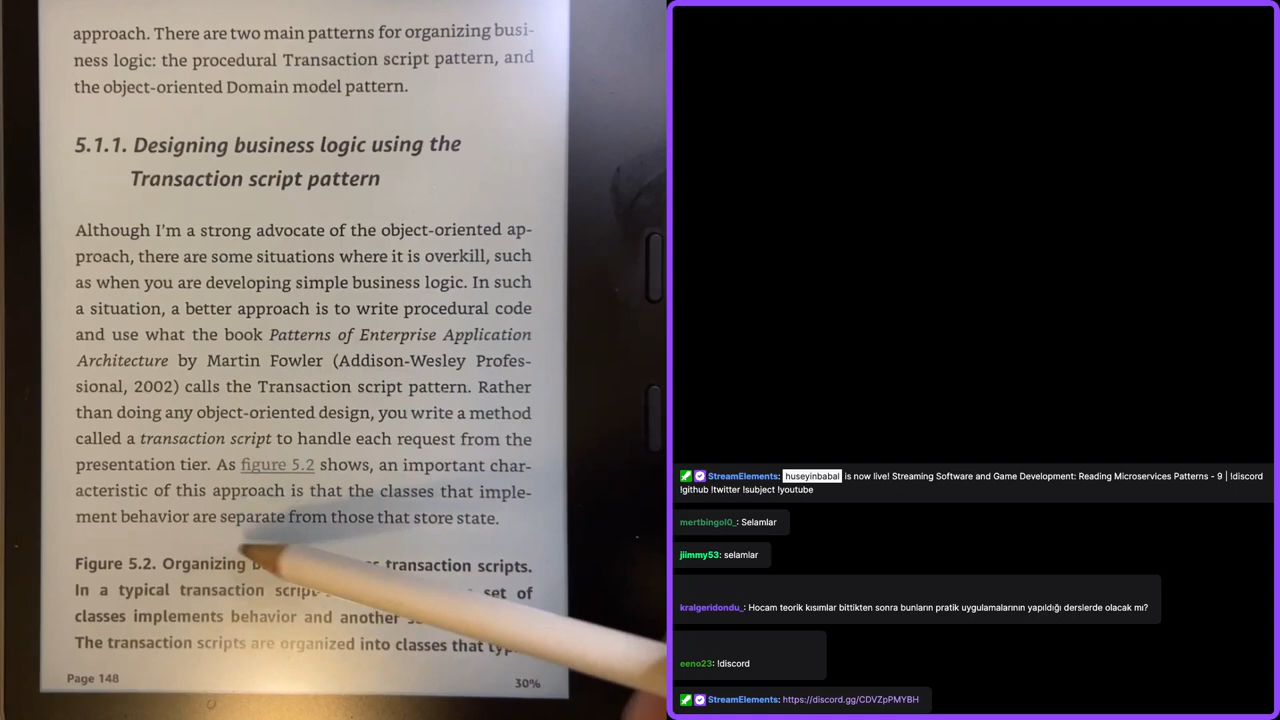 approach. There are two main patterns for organizing busi-
ness logic: the procedural Transaction script pattern, and
the object-oriented Domain model pattern.
5.1.1. Designing business logic using the
Transaction script pattern
Although I'm a strong advocate of the object-oriented ap-
proach, there are some situations where it is overkill, such
as when you are developing simple business logic. In such
a situation, a better approach is to write procedural code
and use what the book Patterns of Enterprise Application
Architecture by Martin Fowler (Addison-Wesley Profes-
sional, 2002) calls the Transaction script pattern. Rather
than doing any object-oriented design, you write a method
called a transaction script to handle each request from the
presentation tier. As figure 5.2 shows, an important char-
acteristic of this approach is that the classes that imple-
ment behavior are separate from those that store state.
Figure 5.2. Organizing transaction scripts.
In a typical transaction set of
classes implements behavior and another
The transaction scripts are organized into classes that
Page 148
30%
StreamElements: huseyinbabal is now live! Streaming Software and Game Development: Reading Microservices Patterns - 9 | !discord
!github !twitter !subject !youtube
mertbingol0_: Selamlar
jiimmy53: selamlar
kralgeridondu_: Hocam teorik kısımlar bittikten sonra bunların pratik uygulamalarının yapıldığı derslerde olacak mı?
eeno23: !discord
StreamElements: https://discord.gg/CDVZpPMYBH